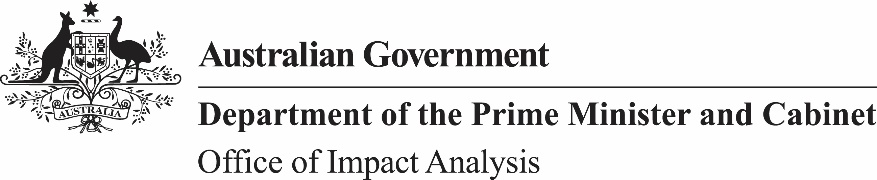 Australian Government
Department of the Prime Minister and Cabinet
Office of Impact Analysis
AUSTRALIA